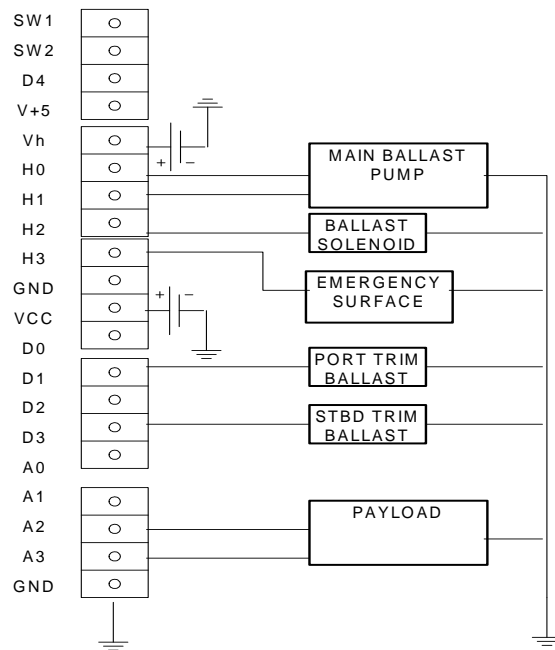 SW1
SW2
D4
V+5
Vh
H0
H1
H2
H3
GND
VCC
D0
D1
D2
D3
A0
A1
A2
A3
GND
+ −
MAIN BALLAST
PUMP
BALLAST
SOLENOID
EMERGENCY
SURFACE
+ −
PORT TRIM
BALLAST
STBD TRIM
BALLAST
PAYLOAD